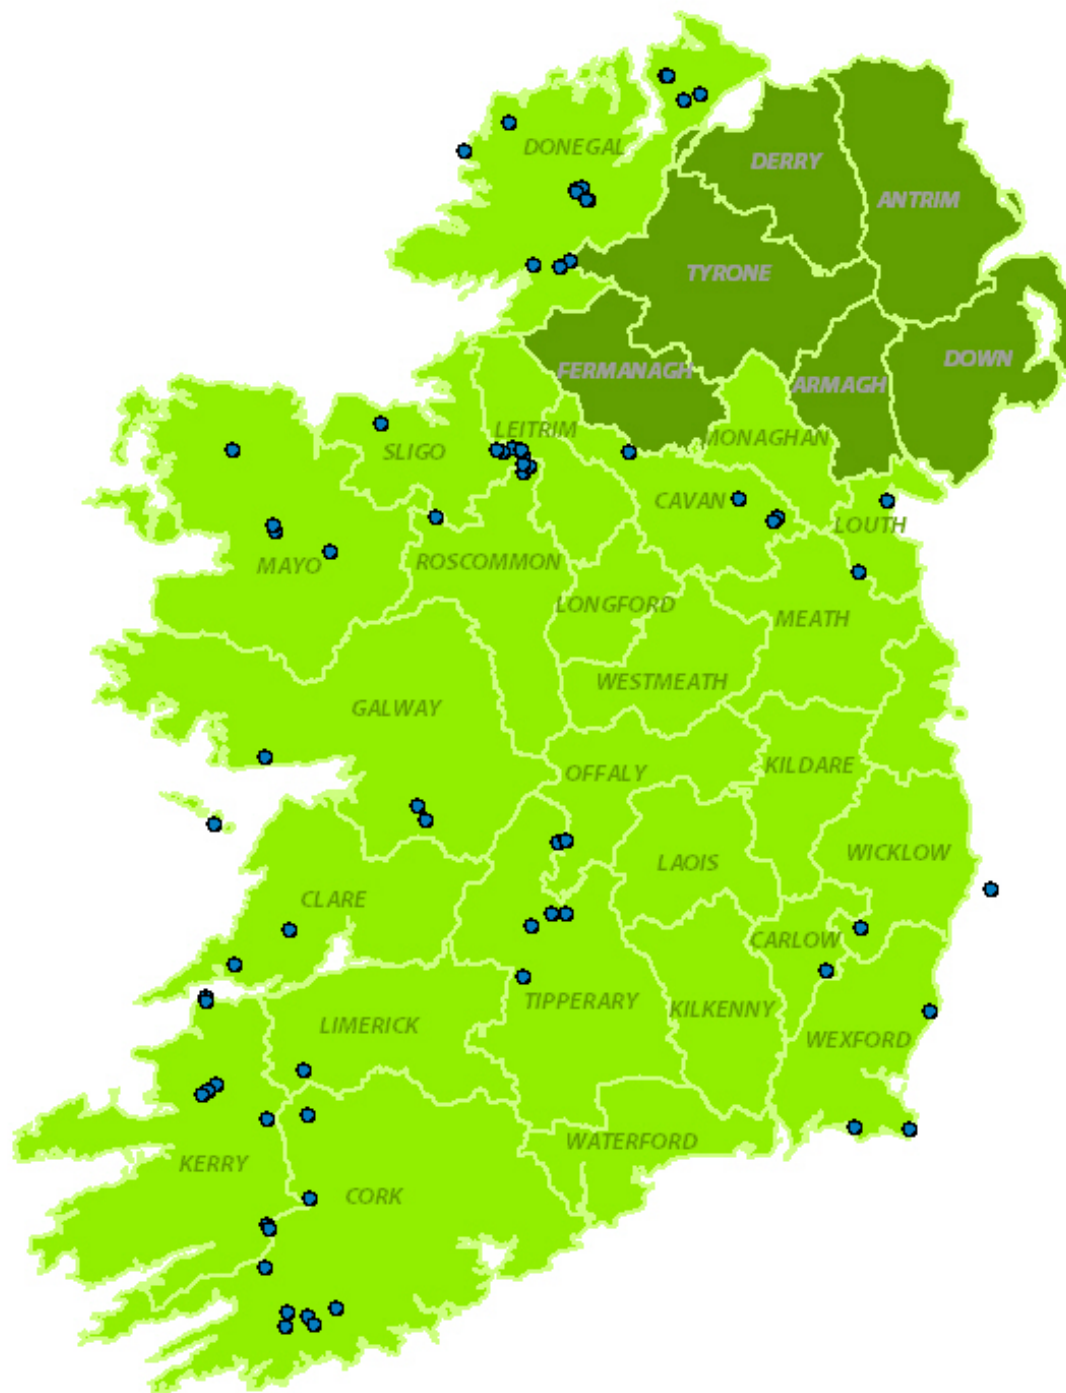 DONEGAL
DERRY
ANTRIM
TYRONE
FERMANAGH
ARMAGH
DOWN
LEITRIM
SLIGO
MONAGHAN
CAVAN
LOUTH
MAYO
ROSCOMMON
LONGFORD
MEATH
WESTMEATH
GALWAY
OFFALY
KILDARE
LAOIS
WICKLOW
CLARE
CARLOW
TIPPERARY
KILKENNY
LIMERICK
WEXFORD
WATERFORD
KERRY
CORK